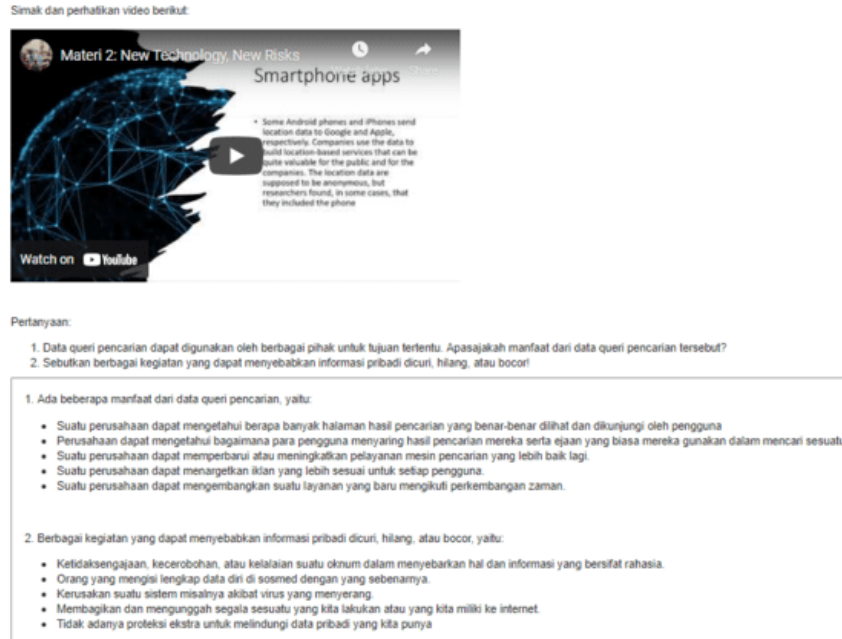 Simak dan perhatikan video berikut:
Materi 2: New Technology, New Risks
Share
Smartphone apps
• Some Android phones and iPhones send
location data to Google and Apple,
respectively. Companies use the data to
build location-based services that can be
quite valuable for the public and for the
companies. The location data are
supposed to be anonymous, but
researchers found, in some cases, that
they included the phone
Watch on YouTube
Pertanyaan:
1. Data queri pencarian dapat digunakan oleh berbagai pihak untuk tujuan tertentu. Apasajakah manfaat dari data queri pencarian tersebut?
2. Sebutkan berbagai kegiatan yang dapat menyebabkan informasi pribadi dicuri, hilang, atau bocor!
1. Ada beberapa manfaat dari data queri pencarian, yaitu:
• Suatu perusahaan dapat mengetahui berapa banyak halaman hasil pencarian yang benar-benar dilihat dan dikunjungi oleh pengguna
• Perusahaan dapat mengetahui bagaimana para pengguna menyaring hasil pencarian mereka serta ejaan yang biasa mereka gunakan dalam mencari sesuatu
• Suatu perusahaan dapat memperbarui atau meningkatkan pelayanan mesin pencarian yang lebih baik lagi.
• Suatu perusahaan dapat menargetkan iklan yang lebih sesuai untuk setiap pengguna.
• Suatu perusahaan dapat mengembangkan suatu layanan yang baru mengikuti perkembangan zaman.
2. Berbagai kegiatan yang dapat menyebabkan informasi pribadi dicuri, hilang, atau bocor, yaitu:
• Ketidaksengajaan, kecerobohan, atau kelalaian suatu oknum dalam menyebarkan hal dan informasi yang bersifat rahasia.
• Orang yang mengisi lengkap data diri di sosmed dengan yang sebenarnya.
• Kerusakan suatu sistem misalnya akibat virus yang menyerang.
• Membagikan dan mengunggah segala sesuatu yang kita lakukan atau yang kita miliki ke internet.
• Tidak adanya proteksi ekstra untuk melindungi data pribadi yang kita punya